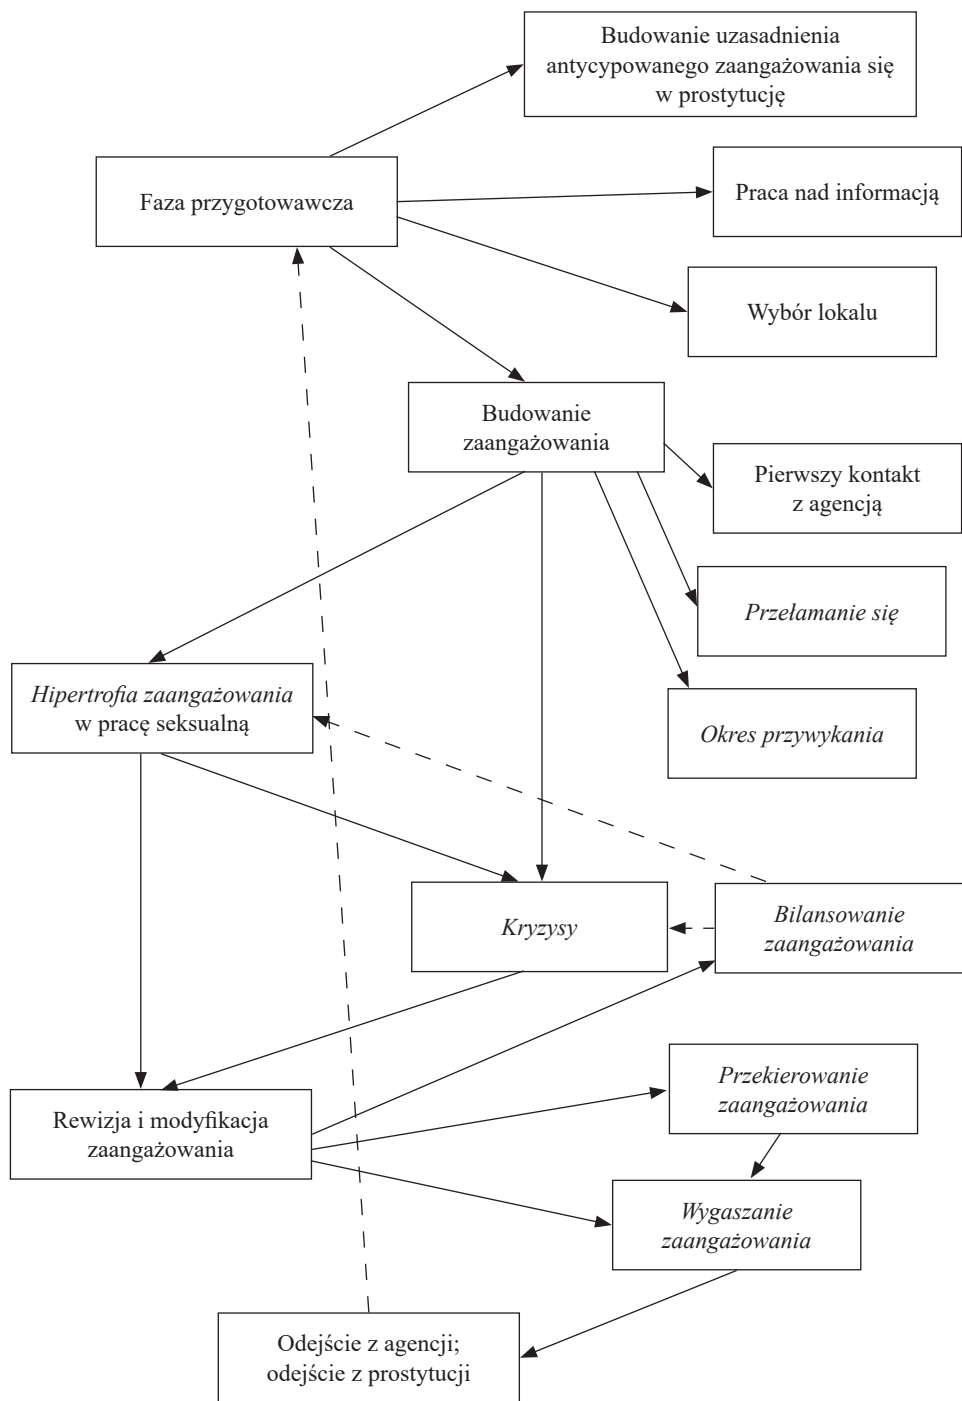 Budowanie uzasadnienia
antycypowanego zaangażowania się
w prostytucję
Faza przygotowawcza
Praca nad informacją
Wybór lokalu
Budowanie
zaangażowania
Pierwszy kontakt
z agencją
Przełamanie się
Hipertrofia zaangażowania
w pracę seksualną
Okres przywykania
Kryzysy
Bilansowanie
zaangażowania
Przekierowanie
zaangażowania
Rewizja i modyfikacja
zaangażowania
Wygaszanie
zaangażowania
Odejście z agencji;
odejście z prostytucji